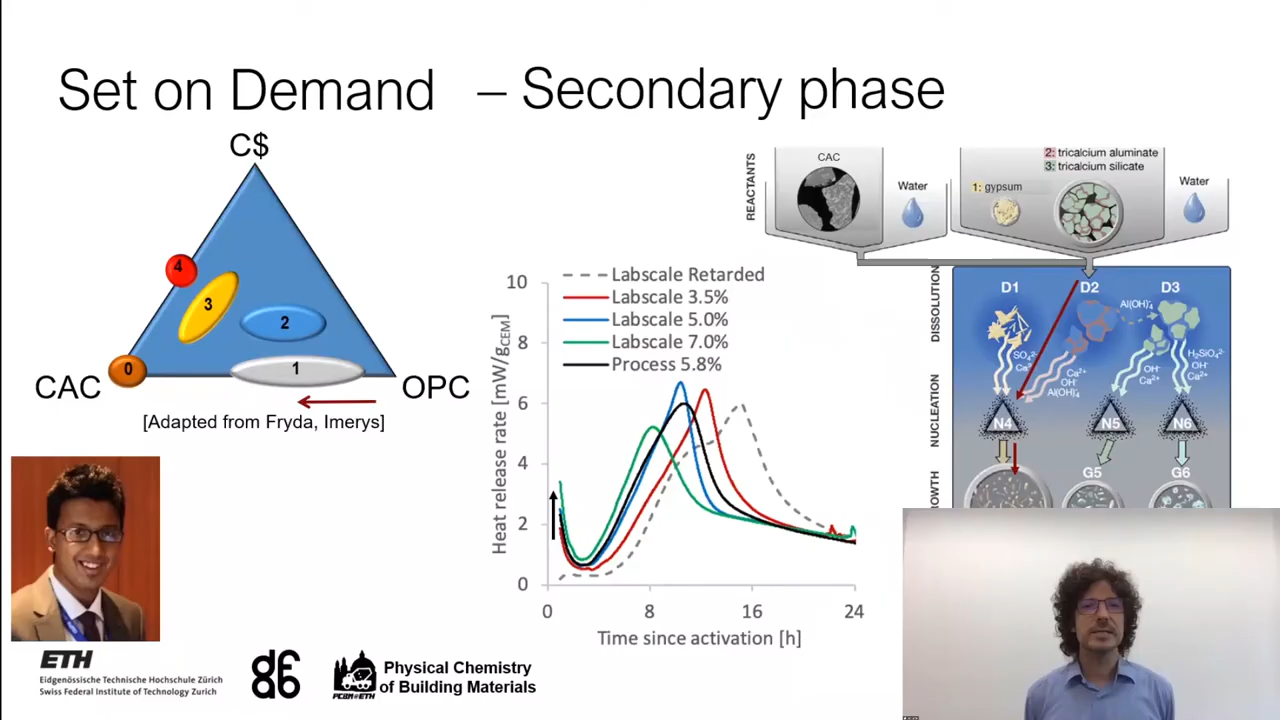 Set on Demand – Secondary phase
C$
4
3
2
0
1
CAC
OPC
[Adapted from Fryda, Imerys]
ETH
Eidgenössische Technische Hochschule Zürich
Swiss Federal Institute of Technology Zurich
dfab
PCBM@ETH
Physical Chemistry
of Building Materials
Heat release rate [mW/gCEM]
10
8
6
4
2
0
Labscale Retarded
Labscale 3.5%
Labscale 5.0%
Labscale 7.0%
Process 5.8%
0
8
16
24
Time since activation [h]
REACTANTS
CAC
Water
1: gypsum
2: tricalcium aluminate
3: tricalcium silicate
Water
DISSOLUTION
D1
D2
D3
Al(OH)4-
SO42-
Ca2+
OH-
Al(OH)4-
OH-
Ca2+
H2SiO42-
OH-
Ca2+
NUCLEATION
N4
N5
N6
G5
G6